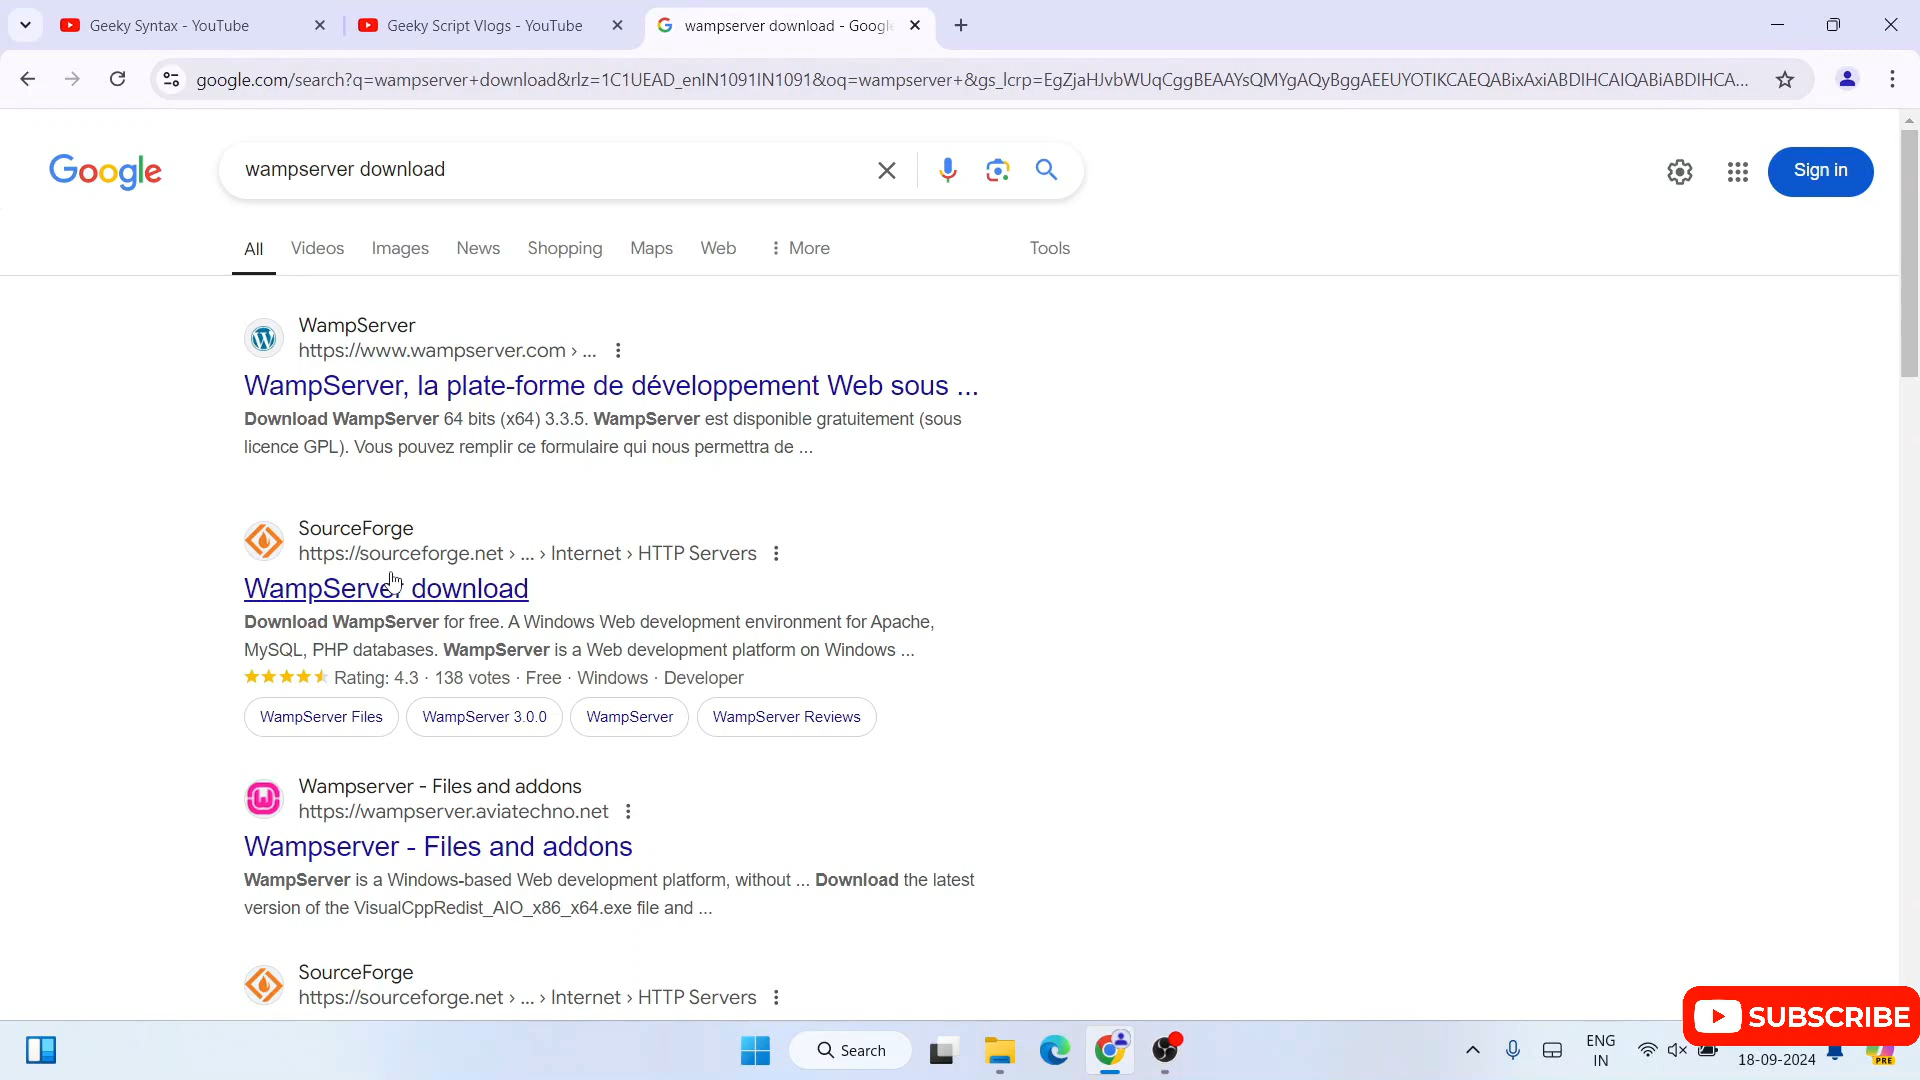 Geeky Syntax - YouTube
Geeky Script Vlogs - YouTube
wampserver download - Google
google.com/search?q=wampserver+download&rlz=1C1UEAD_enIN1091IN1091&oq=wampserver+&gs_lcrp=EgZjaHJvbWUqCggBEAAYsQMYgAQyBggAEEUYOTIKCAEQABixAxiABDIHCAIQABiABDIHCA...
Google
wampserver download
Sign in
All Videos Images News Shopping Maps Web More Tools
WampServer
https://www.wampserver.com › ...
WampServer, la plate-forme de développement Web sous ...
Download WampServer 64 bits (x64) 3.3.5. WampServer est disponible gratuitement (sous
licence GPL). Vous pouvez remplir ce formulaire qui nous permettra de ...
SourceForge
https://sourceforge.net › ... › Internet › HTTP Servers
WampServer download
Download WampServer for free. A Windows Web development environment for Apache,
MySQL, PHP databases. WampServer is a Web development platform on Windows ...
Rating: 4.3 · 138 votes · Free · Windows · Developer
WampServer Files WampServer 3.0.0 WampServer WampServer Reviews
Wampserver - Files and addons
https://wampserver.aviatechno.net
Wampserver - Files and addons
WampServer is a Windows-based Web development platform, without ... Download the latest
version of the VisualCppRedist_AIO_x86_x64.exe file and ...
SourceForge
https://sourceforge.net › ... › Internet › HTTP Servers
SUBSCRIBE
Search
ENG
IN
18-09-2024
PRE